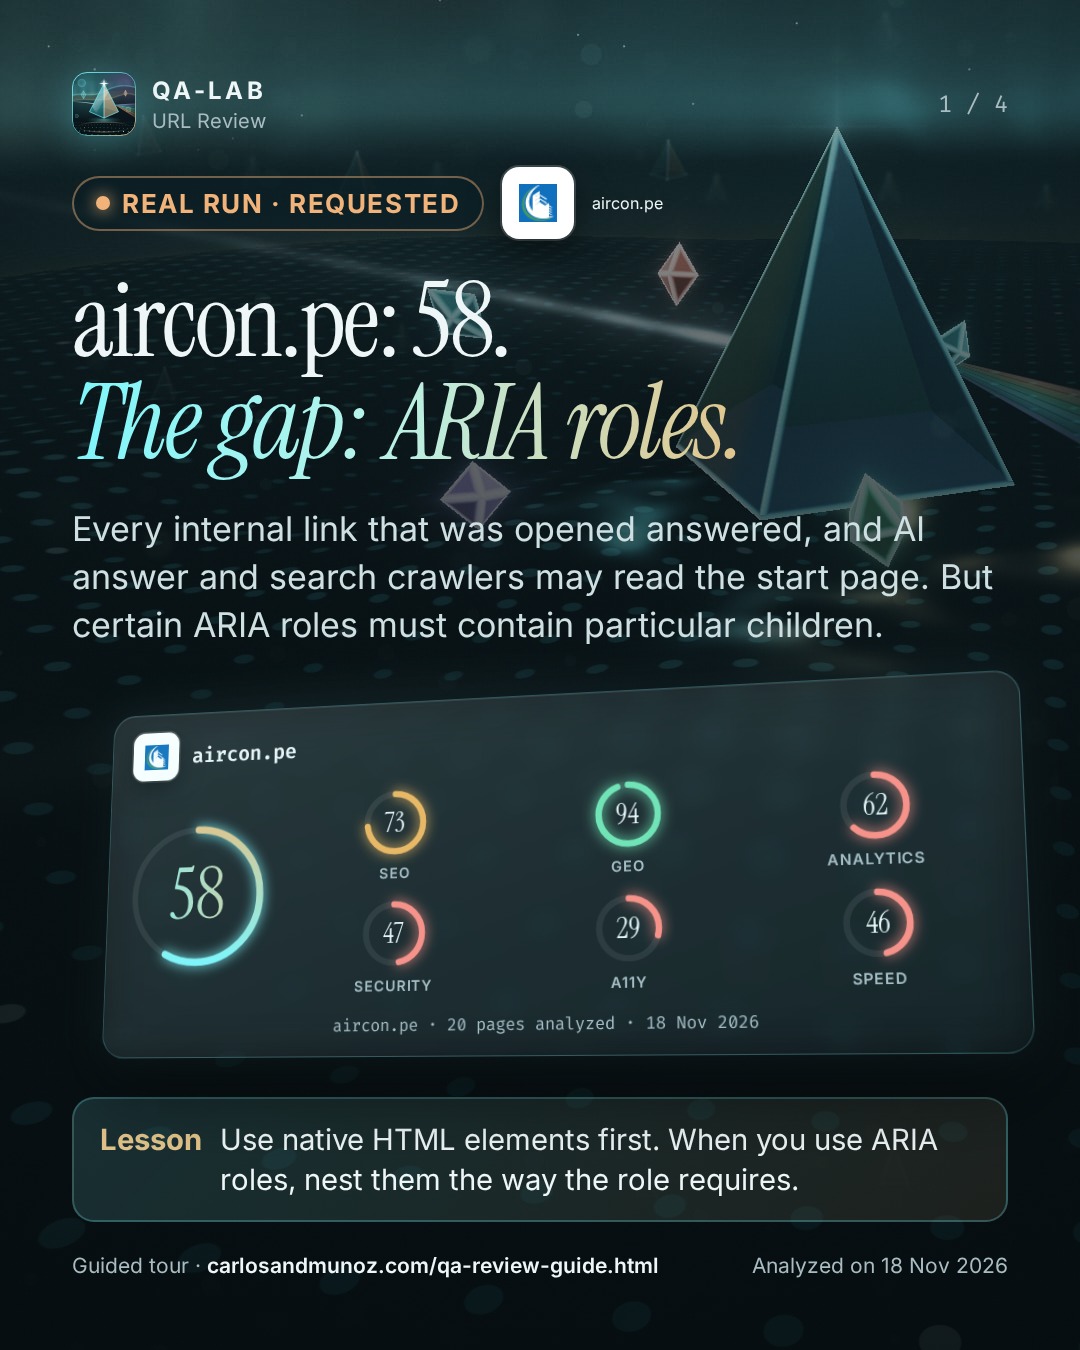 QA-LAB
URL Review
1 / 4
REAL RUN · REQUESTED
aircon.pe
aircon.pe: 58.
The gap: ARIA roles.
Every internal link that was opened answered, and AI
answer and search crawlers may read the start page. But
certain ARIA roles must contain particular children.
aircon.pe
58
73
SEO
94
GEO
62
ANALYTICS
47
SECURITY
29
A11Y
46
SPEED
aircon.pe · 20 pages analyzed · 18 Nov 2026
Lesson Use native HTML elements first. When you use ARIA
roles, nest them the way the role requires.
Guided tour · carlosandmunoz.com/qa-review-guide.html
Analyzed on 18 Nov 2026